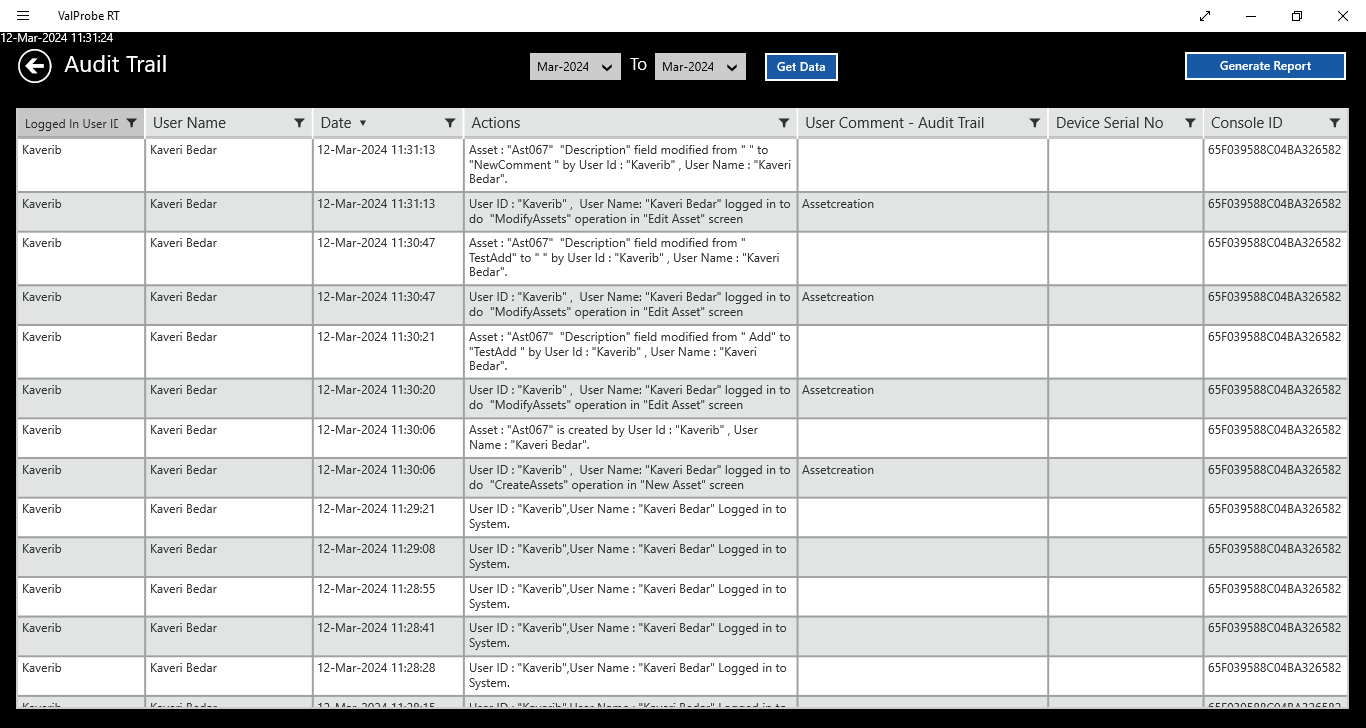 ValProbe RT
12-Mar-2024 11:31:24
Audit Trail
Mar-2024 To Mar-2024 Get Data Generate Report
Logged In User ID User Name Date Actions User Comment - Audit Trail Device Serial No Console ID
Kaverib Kaveri Bedar 12-Mar-2024 11:31:13 Asset : "Ast067" "Description" field modified from " " to 65F039588C04BA326582
"NewComment " by User Id : "Kaverib" , User Name : "Kaveri
Bedar".
Kaverib Kaveri Bedar 12-Mar-2024 11:31:13 User ID : "Kaverib" , User Name: "Kaveri Bedar" logged in to Assetcreation 65F039588C04BA326582
do "ModifyAssets" operation in "Edit Asset" screen
Kaverib Kaveri Bedar 12-Mar-2024 11:30:47 Asset : "Ast067" "Description" field modified from " 65F039588C04BA326582
TestAdd" to " " by User Id : "Kaverib" , User Name : "Kaveri
Bedar".
Kaverib Kaveri Bedar 12-Mar-2024 11:30:47 User ID : "Kaverib" , User Name: "Kaveri Bedar" logged in to Assetcreation 65F039588C04BA326582
do "ModifyAssets" operation in "Edit Asset" screen
Kaverib Kaveri Bedar 12-Mar-2024 11:30:21 Asset : "Ast067" "Description" field modified from " Add" to 65F039588C04BA326582
"TestAdd " by User Id : "Kaverib" , User Name : "Kaveri
Bedar".
Kaverib Kaveri Bedar 12-Mar-2024 11:30:20 User ID : "Kaverib" , User Name: "Kaveri Bedar" logged in to Assetcreation 65F039588C04BA326582
do "ModifyAssets" operation in "Edit Asset" screen
Kaverib Kaveri Bedar 12-Mar-2024 11:30:06 Asset : "Ast067" is created by User Id : "Kaverib" , User 65F039588C04BA326582
Name : "Kaveri Bedar".
Kaverib Kaveri Bedar 12-Mar-2024 11:30:06 User ID : "Kaverib" , User Name: "Kaveri Bedar" logged in to Assetcreation 65F039588C04BA326582
do "CreateAssets" operation in "New Asset" screen
Kaverib Kaveri Bedar 12-Mar-2024 11:29:21 User ID : "Kaverib",User Name : "Kaveri Bedar" Logged in to 65F039588C04BA326582
System.
Kaverib Kaveri Bedar 12-Mar-2024 11:29:08 User ID : "Kaverib",User Name : "Kaveri Bedar" Logged in to 65F039588C04BA326582
System.
Kaverib Kaveri Bedar 12-Mar-2024 11:28:55 User ID : "Kaverib",User Name : "Kaveri Bedar" Logged in to 65F039588C04BA326582
System.
Kaverib Kaveri Bedar 12-Mar-2024 11:28:41 User ID : "Kaverib",User Name : "Kaveri Bedar" Logged in to 65F039588C04BA326582
System.
Kaverib Kaveri Bedar 12-Mar-2024 11:28:28 User ID : "Kaverib",User Name : "Kaveri Bedar" Logged in to 65F039588C04BA326582
System.